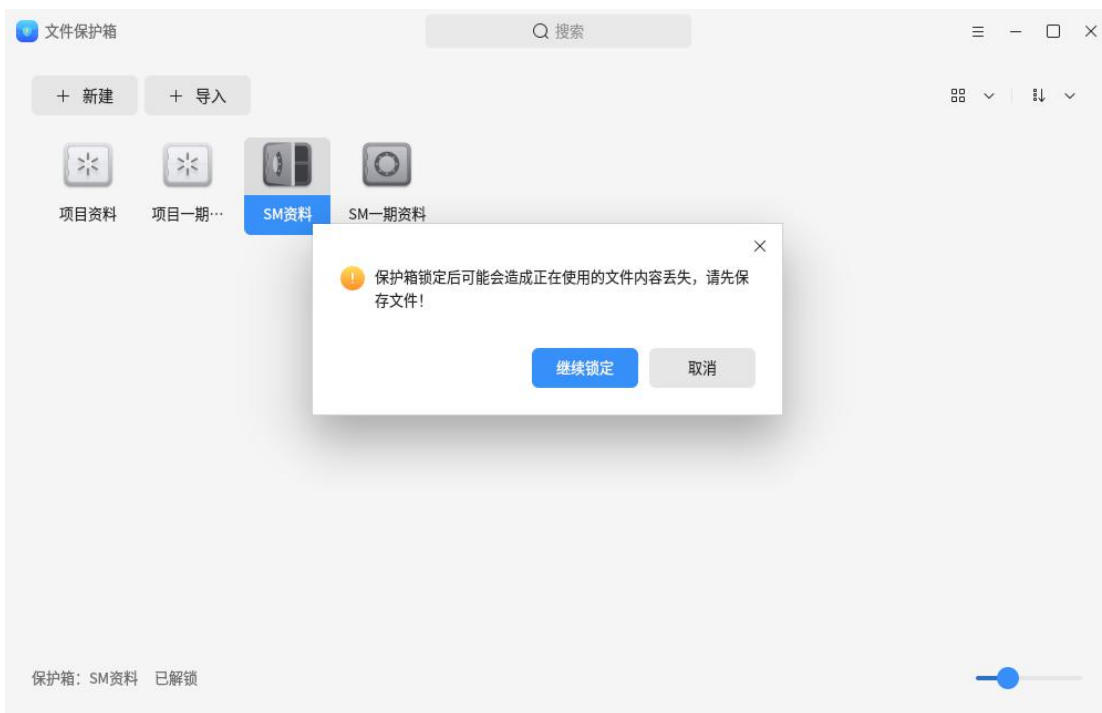 文件保护箱
搜索
+ 新建
+ 导入
项目资料
项目一期…
SM资料
SM一期资料
保护箱锁定后可能会造成正在使用的文件内容丢失，请先保
存文件！
继续锁定
取消
保护箱：SM资料 已解锁